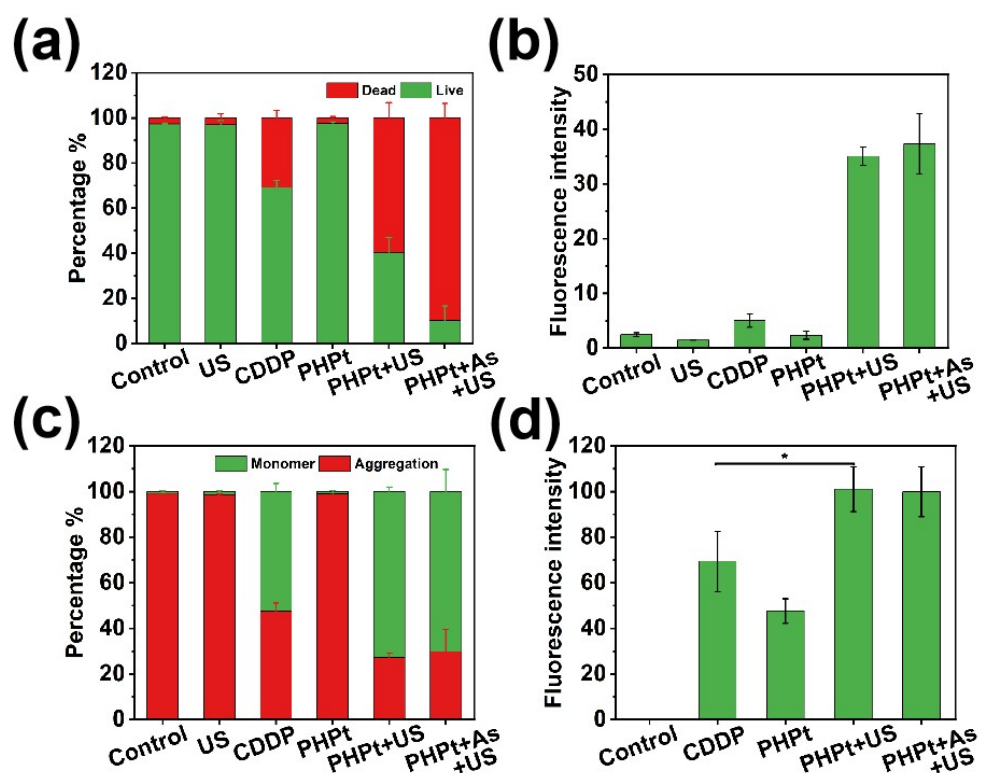 (a)
(b)
120
100
80
60
40
20
0
Percentage %
Dead Live
Control US CDDP PHPt PHPt+US PHPt+As
+US
50
40
30
20
10
0
Fluorescence intensity
Control US CDDP PHPt PHPt+US PHPt+As
+US
(c)
(d)
120
100
80
60
40
20
0
Percentage %
Monomer Aggregation
Control US CDDP PHPt PHPt+US PHPt+As
+US
120
100
80
60
40
20
0
Fluorescence intensity
*
Control CDDP PHPt PHPt+US PHPt+As
+US